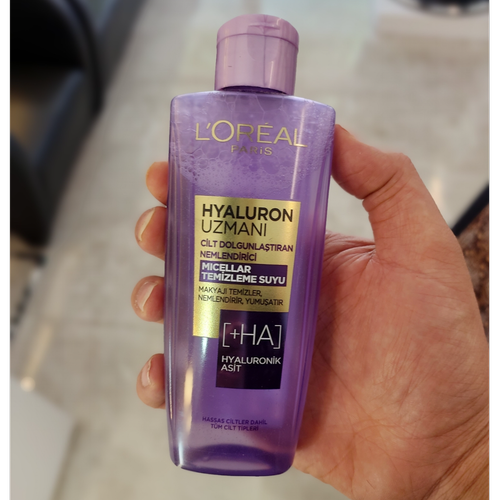 L'ORÉAL
PARIS
HYALURON
UZMANI
CİLT DOLGUNLAŞTIRAN
NEMLENDİRİCİ
MICELLAR
TEMİZLEME SUYU
MAKYAJI TEMİZLER,
NEMLENDİRİR, YUMUŞATIR
[+HA]
HYALURONİK
ASİT
HASSAS CİLTLER DAHİL
TÜM CİLT TİPLERİ